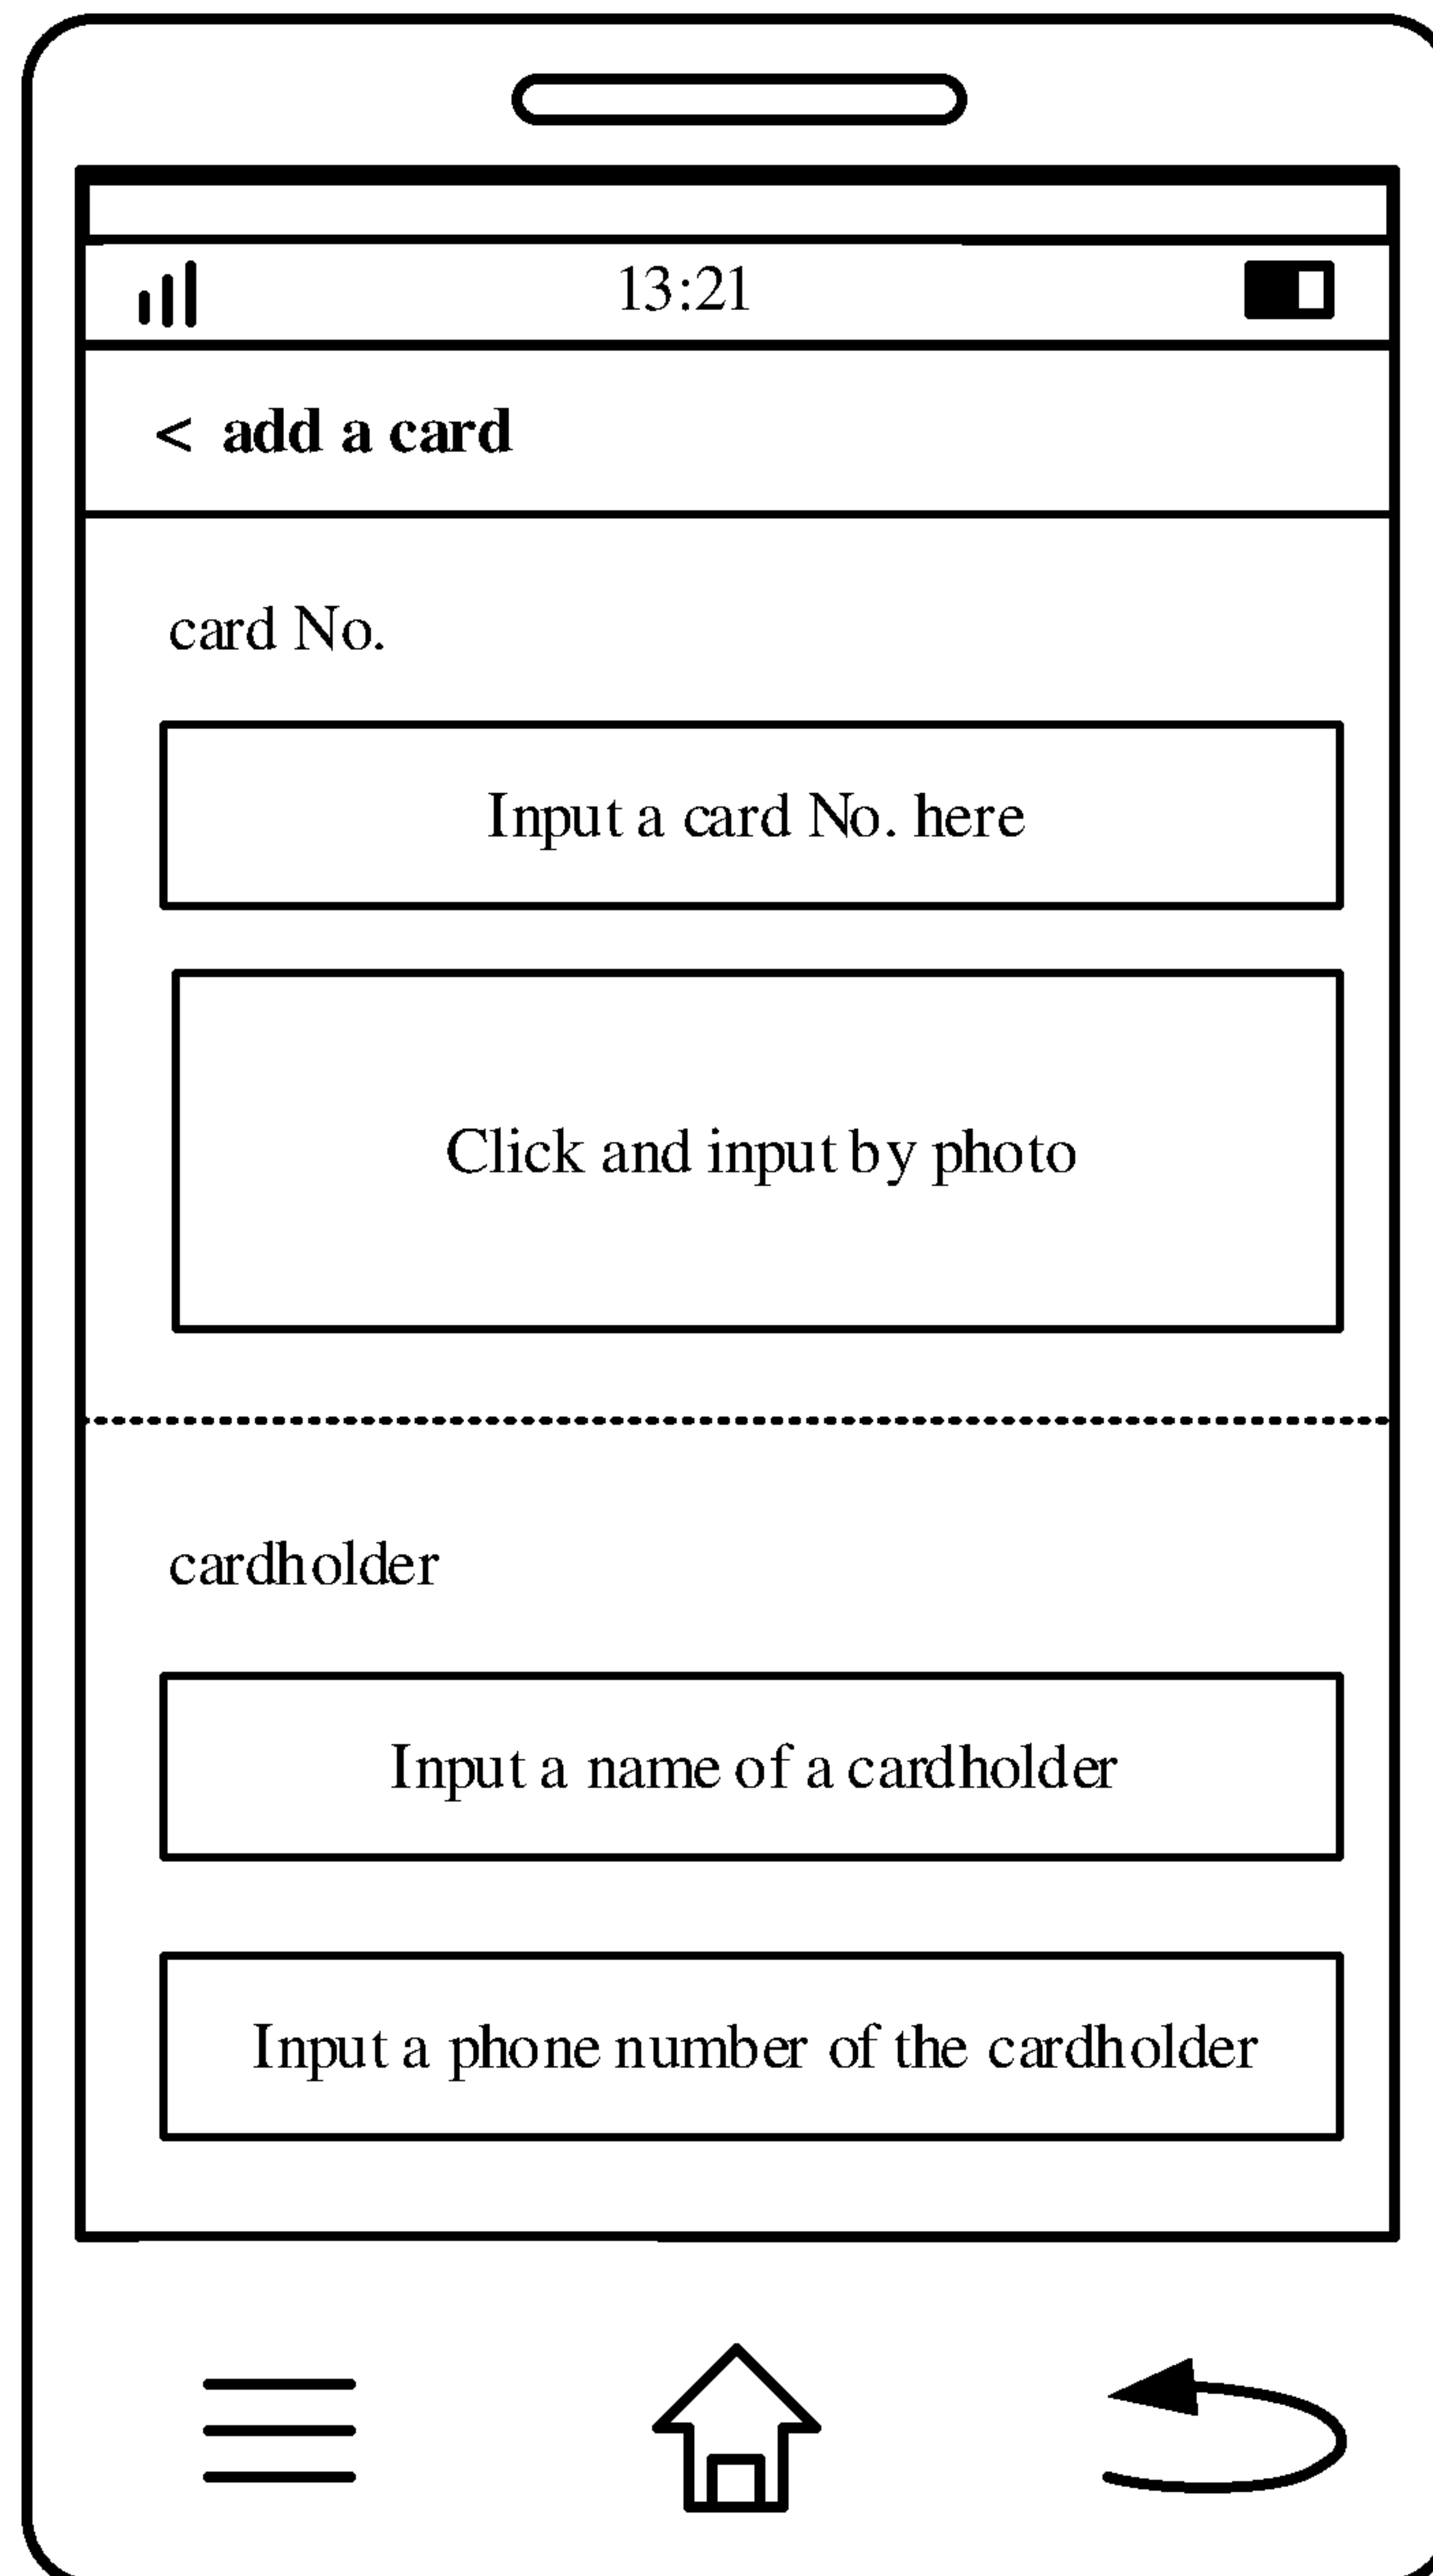 13:21
< add a card
card No.
Input a card No. here
Click and input by photo
cardholder
Input a name of a cardholder
Input a phone number of the cardholder